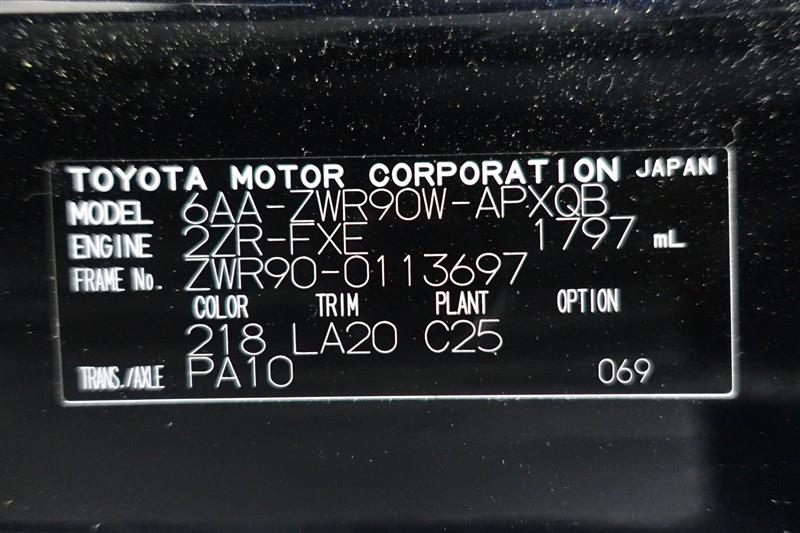 TOYOTA MOTOR CORPORATION JAPAN
MODEL 6AA-ZWR90W-APXQB
ENGINE 2ZR-FXE 1797 mL
FRAME No. ZWR90-0113697
COLOR TRIM PLANT OPTION
218 LA20 C25
TRANS./AXLE PA10 069